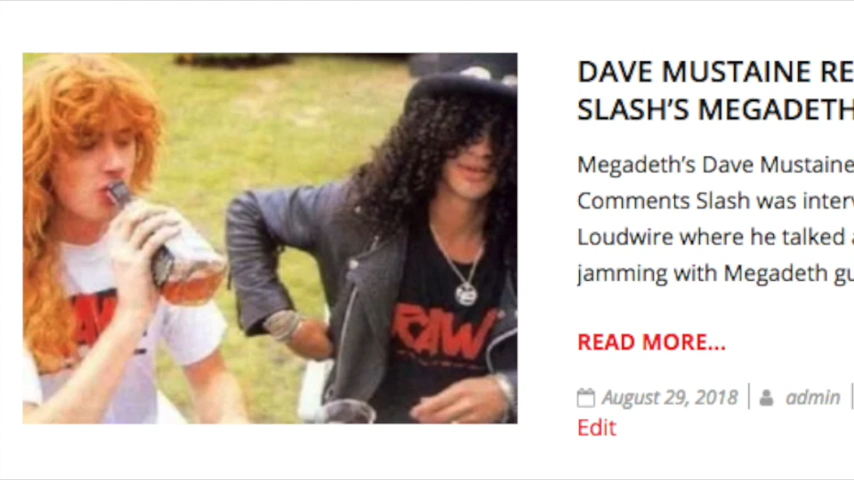 DAVE MUSTAINE RE
SLASH'S MEGADETH
Megadeth's Dave Mustaine
Comments Slash was interv
Loudwire where he talked a
jamming with Megadeth gu
READ MORE...
August 29, 2018 | admin |
Edit
RAW